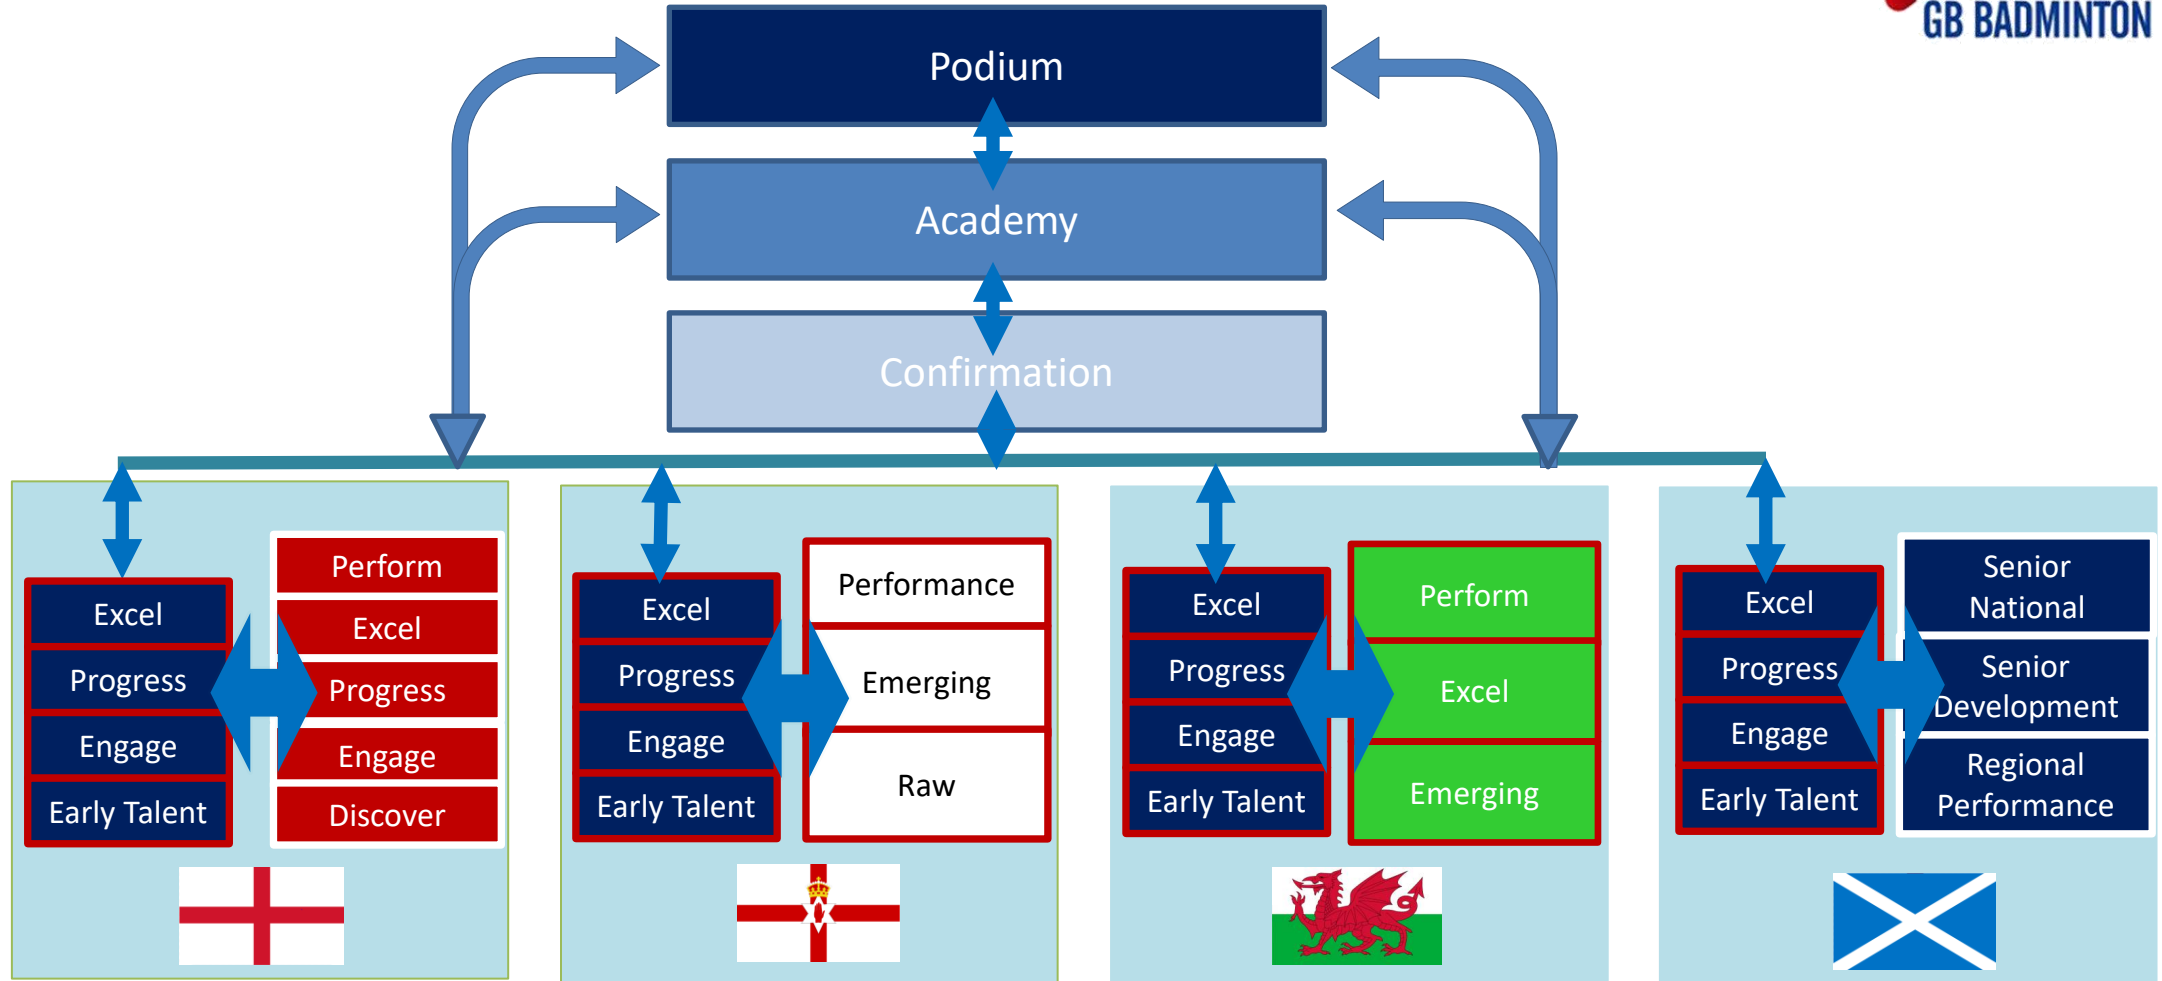 GB BADMINTON
Podium
Academy
Confirmation
Excel
Progress
Engage
Early Talent
Perform
Excel
Progress
Engage
Discover
Excel
Progress
Engage
Early Talent
Performance
Emerging
Raw
Excel
Progress
Engage
Early Talent
Perform
Excel
Emerging
Excel
Progress
Engage
Early Talent
Senior
National
Senior
Development
Regional
Performance